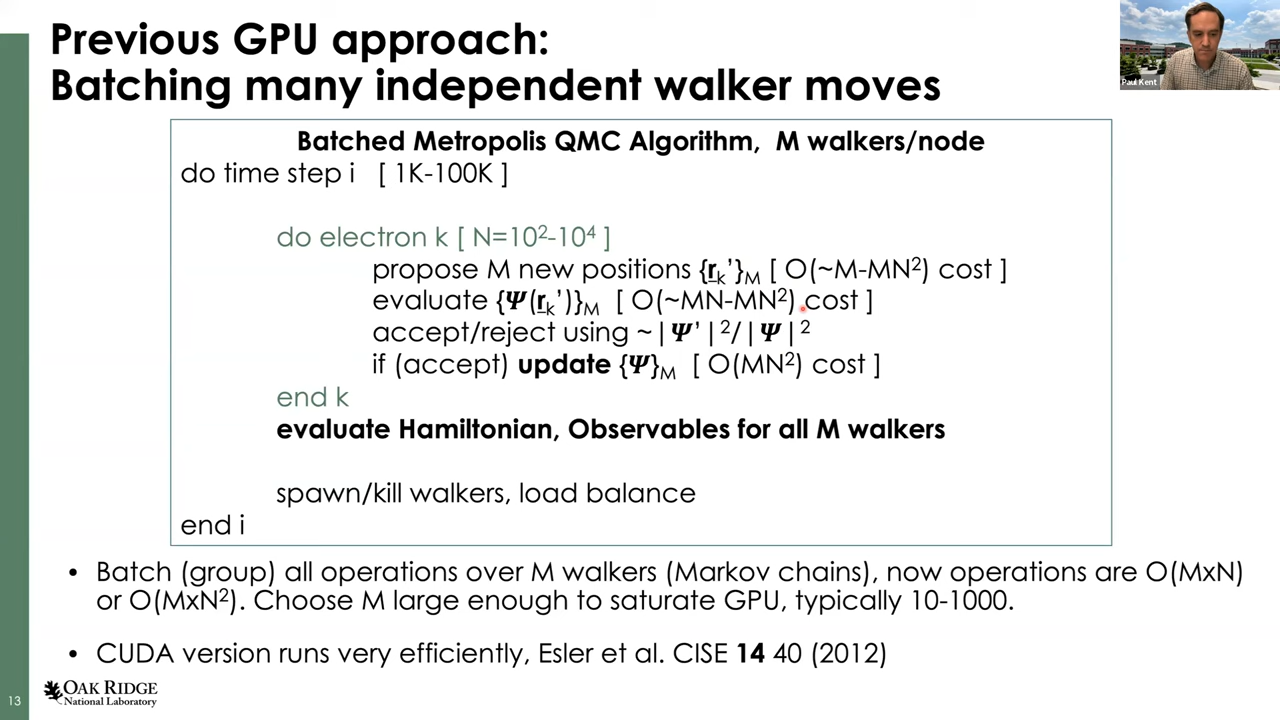 Previous GPU approach:
Batching many independent walker moves
Paul Kent
Batched Metropolis QMC Algorithm, M walkers/node
do time step i [ 1K-100K ]
do electron k [ N=10²-10⁴ ]
propose M new positions {r̲ₖ’}_M [ O(~M-MN²) cost ]
evaluate {Ψ(r̲ₖ’)}_M [ O(~MN-MN²) cost ]
accept/reject using ~|Ψ’|²/|Ψ|²
if (accept) update {Ψ}_M [ O(MN²) cost ]
end k
evaluate Hamiltonian, Observables for all M walkers
spawn/kill walkers, load balance
end i
• Batch (group) all operations over M walkers (Markov chains), now operations are O(MxN)
or O(MxN²). Choose M large enough to saturate GPU, typically 10-1000.
• CUDA version runs very efficiently, Esler et al. CISE 14 40 (2012)
13
OAK RIDGE
National Laboratory